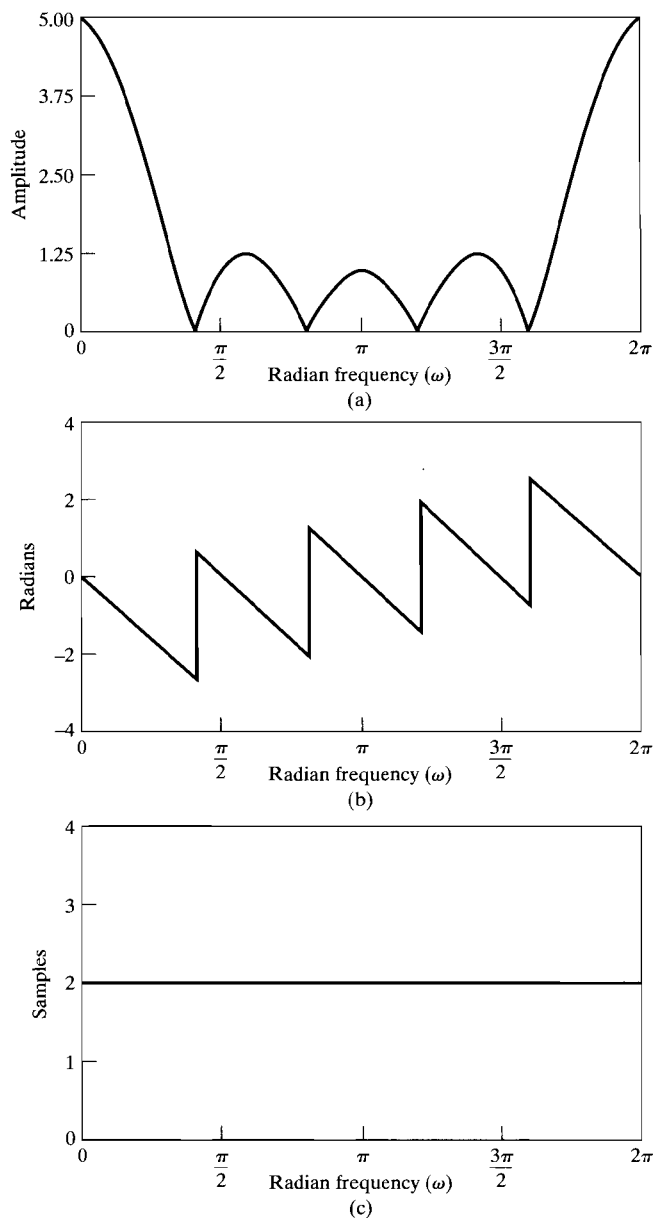 5.00
3.75
2.50
1.25
0
Amplitude
0
π/2
π
3π/2
2π
Radian frequency (ω)
(a)
4
2
0
–2
–4
Radians
0
π/2
π
3π/2
2π
Radian frequency (ω)
(b)
4
3
2
1
0
Samples
0
π/2
π
3π/2
2π
Radian frequency (ω)
(c)